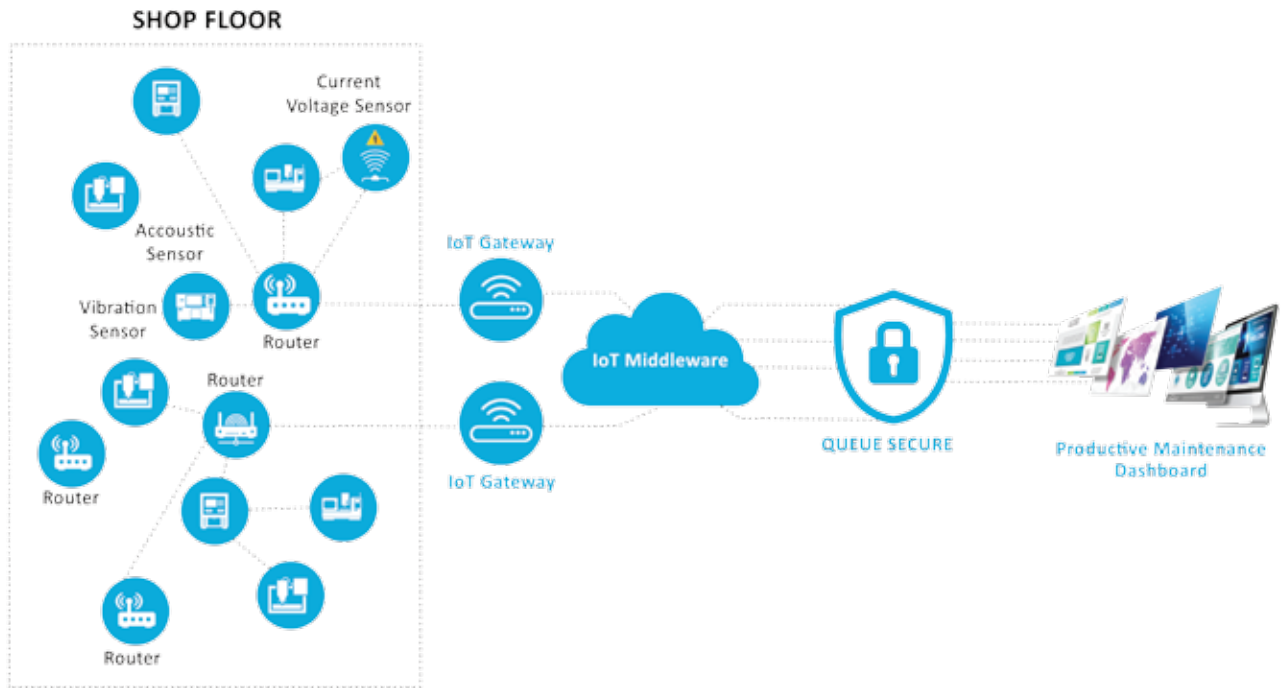 SHOP FLOOR
Current
Voltage Sensor
Accoustic
Sensor
Vibration
Sensor
Router
Router
Router
Router
IoT Gateway
IoT Gateway
IoT Middleware
QUEUE SECURE
Productive Maintenance
Dashboard